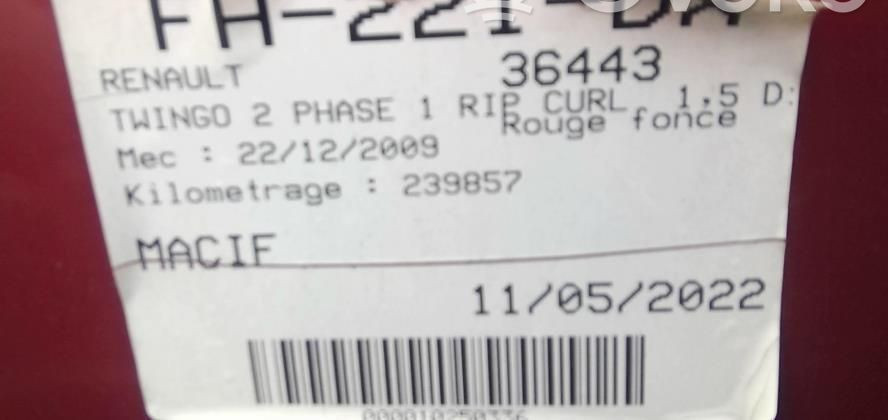 RENAULT 36443
TWINGO 2 PHASE 1 RIP CURL 1.5 D:
Rouge fonce
Mec : 22/12/2009
Kilometrage : 239857
MACIF
11/05/2022